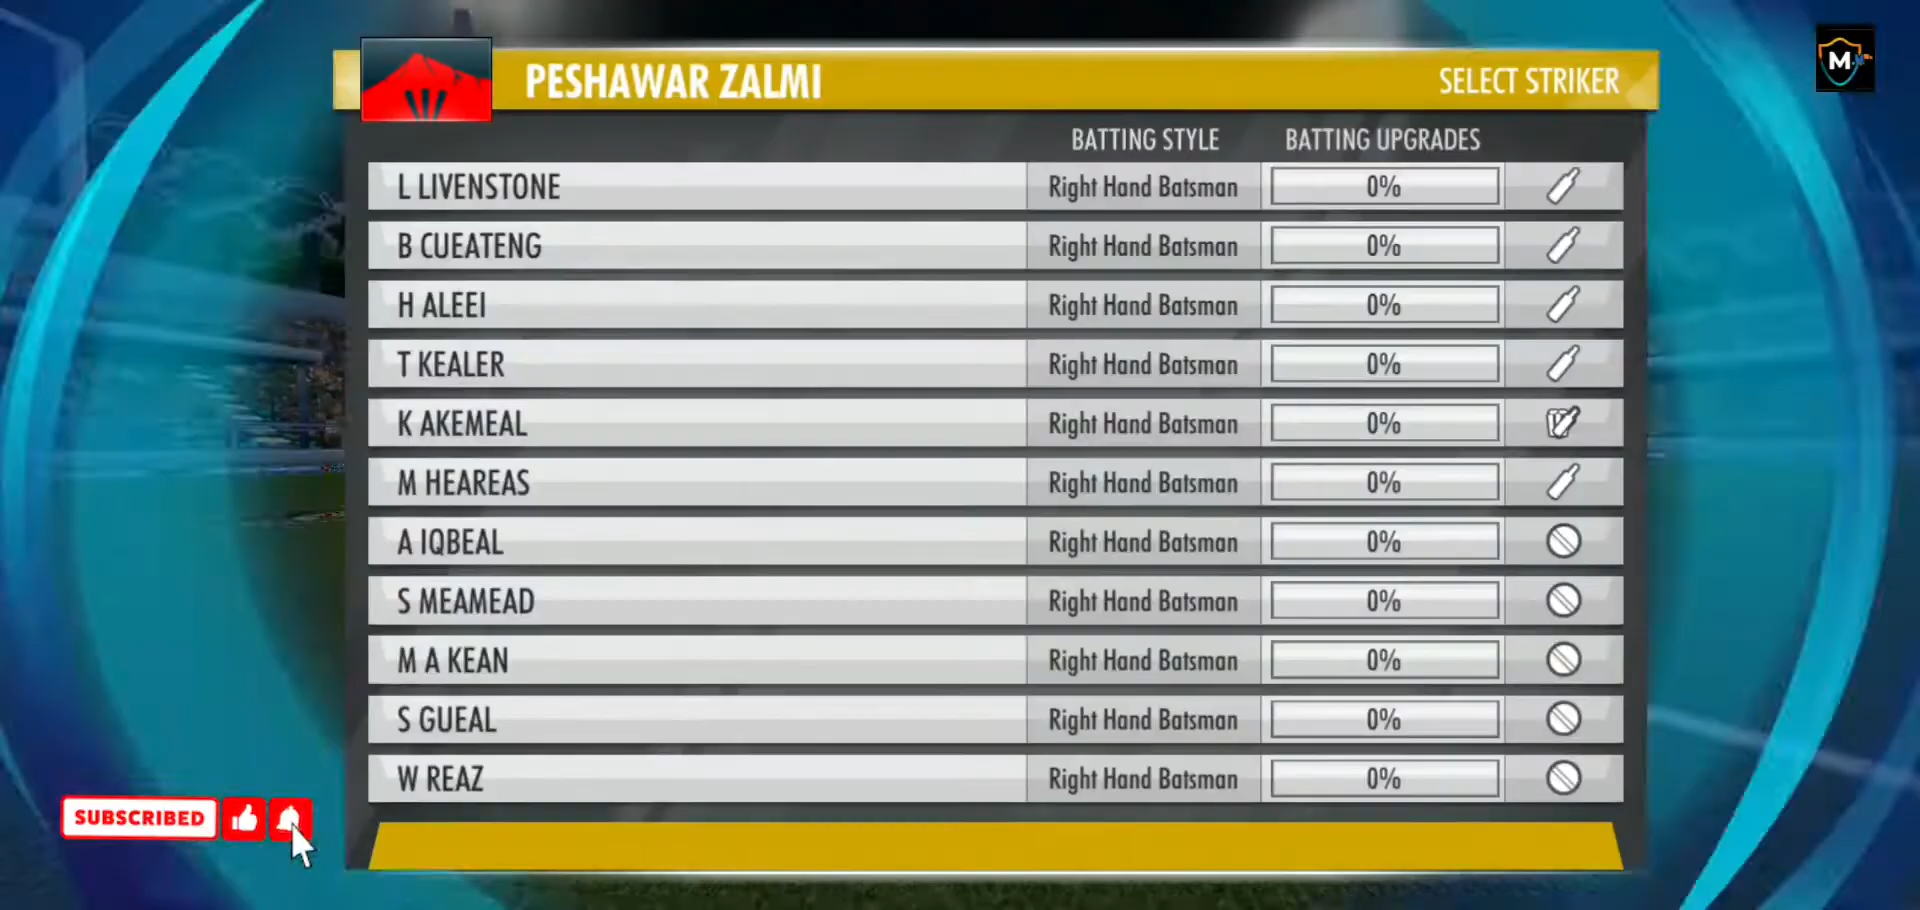 PESHAWAR ZALMI SELECT STRIKER
M
BATTING STYLE BATTING UPGRADES
L LIVENSTONE Right Hand Batsman 0%
B CUEATENG Right Hand Batsman 0%
H ALEEI Right Hand Batsman 0%
T KEALER Right Hand Batsman 0%
K AKEMEAL Right Hand Batsman 0%
M HEAREAS Right Hand Batsman 0%
A IQBEAL Right Hand Batsman 0%
S MEAMEAD Right Hand Batsman 0%
M A KEAN Right Hand Batsman 0%
S GUEAL Right Hand Batsman 0%
W REAZ Right Hand Batsman 0%
SUBSCRIBED